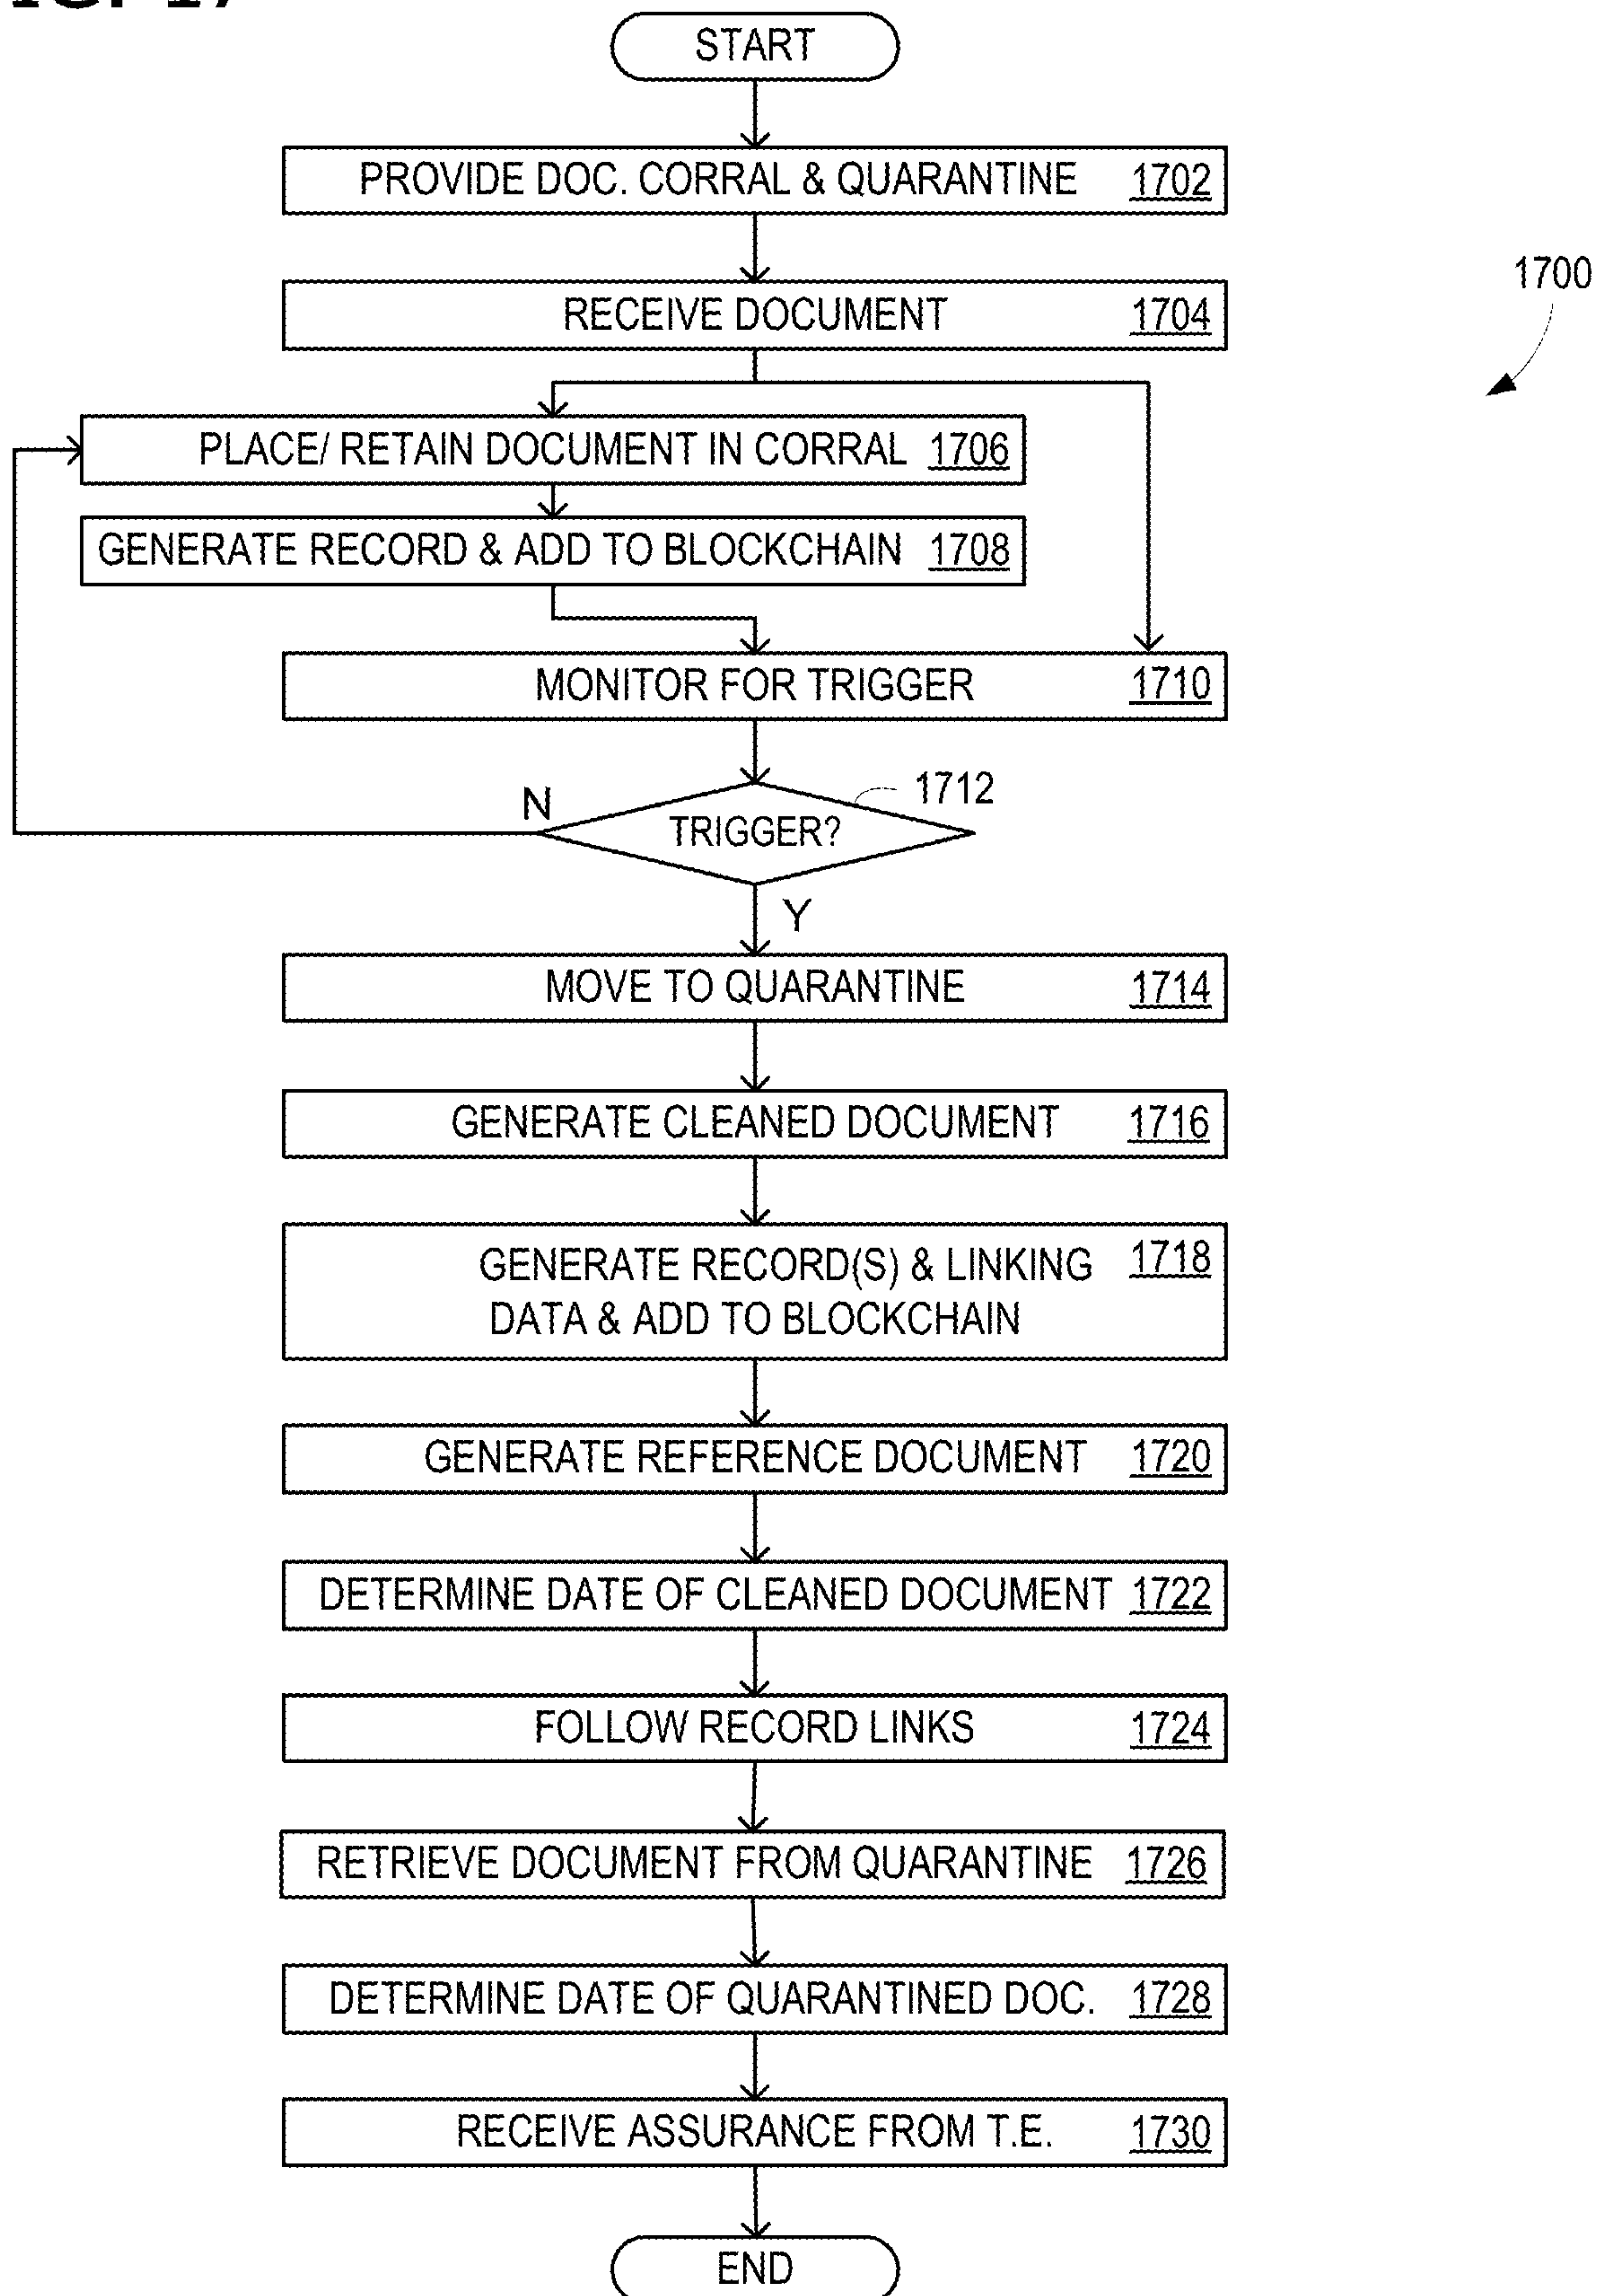 START
PROVIDE DOC. CORRAL & QUARANTINE 1702
RECEIVE DOCUMENT 1704
1700
PLACE/ RETAIN DOCUMENT IN CORRAL 1706
GENERATE RECORD & ADD TO BLOCKCHAIN 1708
MONITOR FOR TRIGGER 1710
1712
N
TRIGGER?
Y
MOVE TO QUARANTINE 1714
GENERATE CLEANED DOCUMENT 1716
GENERATE RECORD(S) & LINKING 1718
DATA & ADD TO BLOCKCHAIN
GENERATE REFERENCE DOCUMENT 1720
DETERMINE DATE OF CLEANED DOCUMENT 1722
FOLLOW RECORD LINKS 1724
RETRIEVE DOCUMENT FROM QUARANTINE 1726
DETERMINE DATE OF QUARANTINED DOC. 1728
RECEIVE ASSURANCE FROM T.E. 1730
END